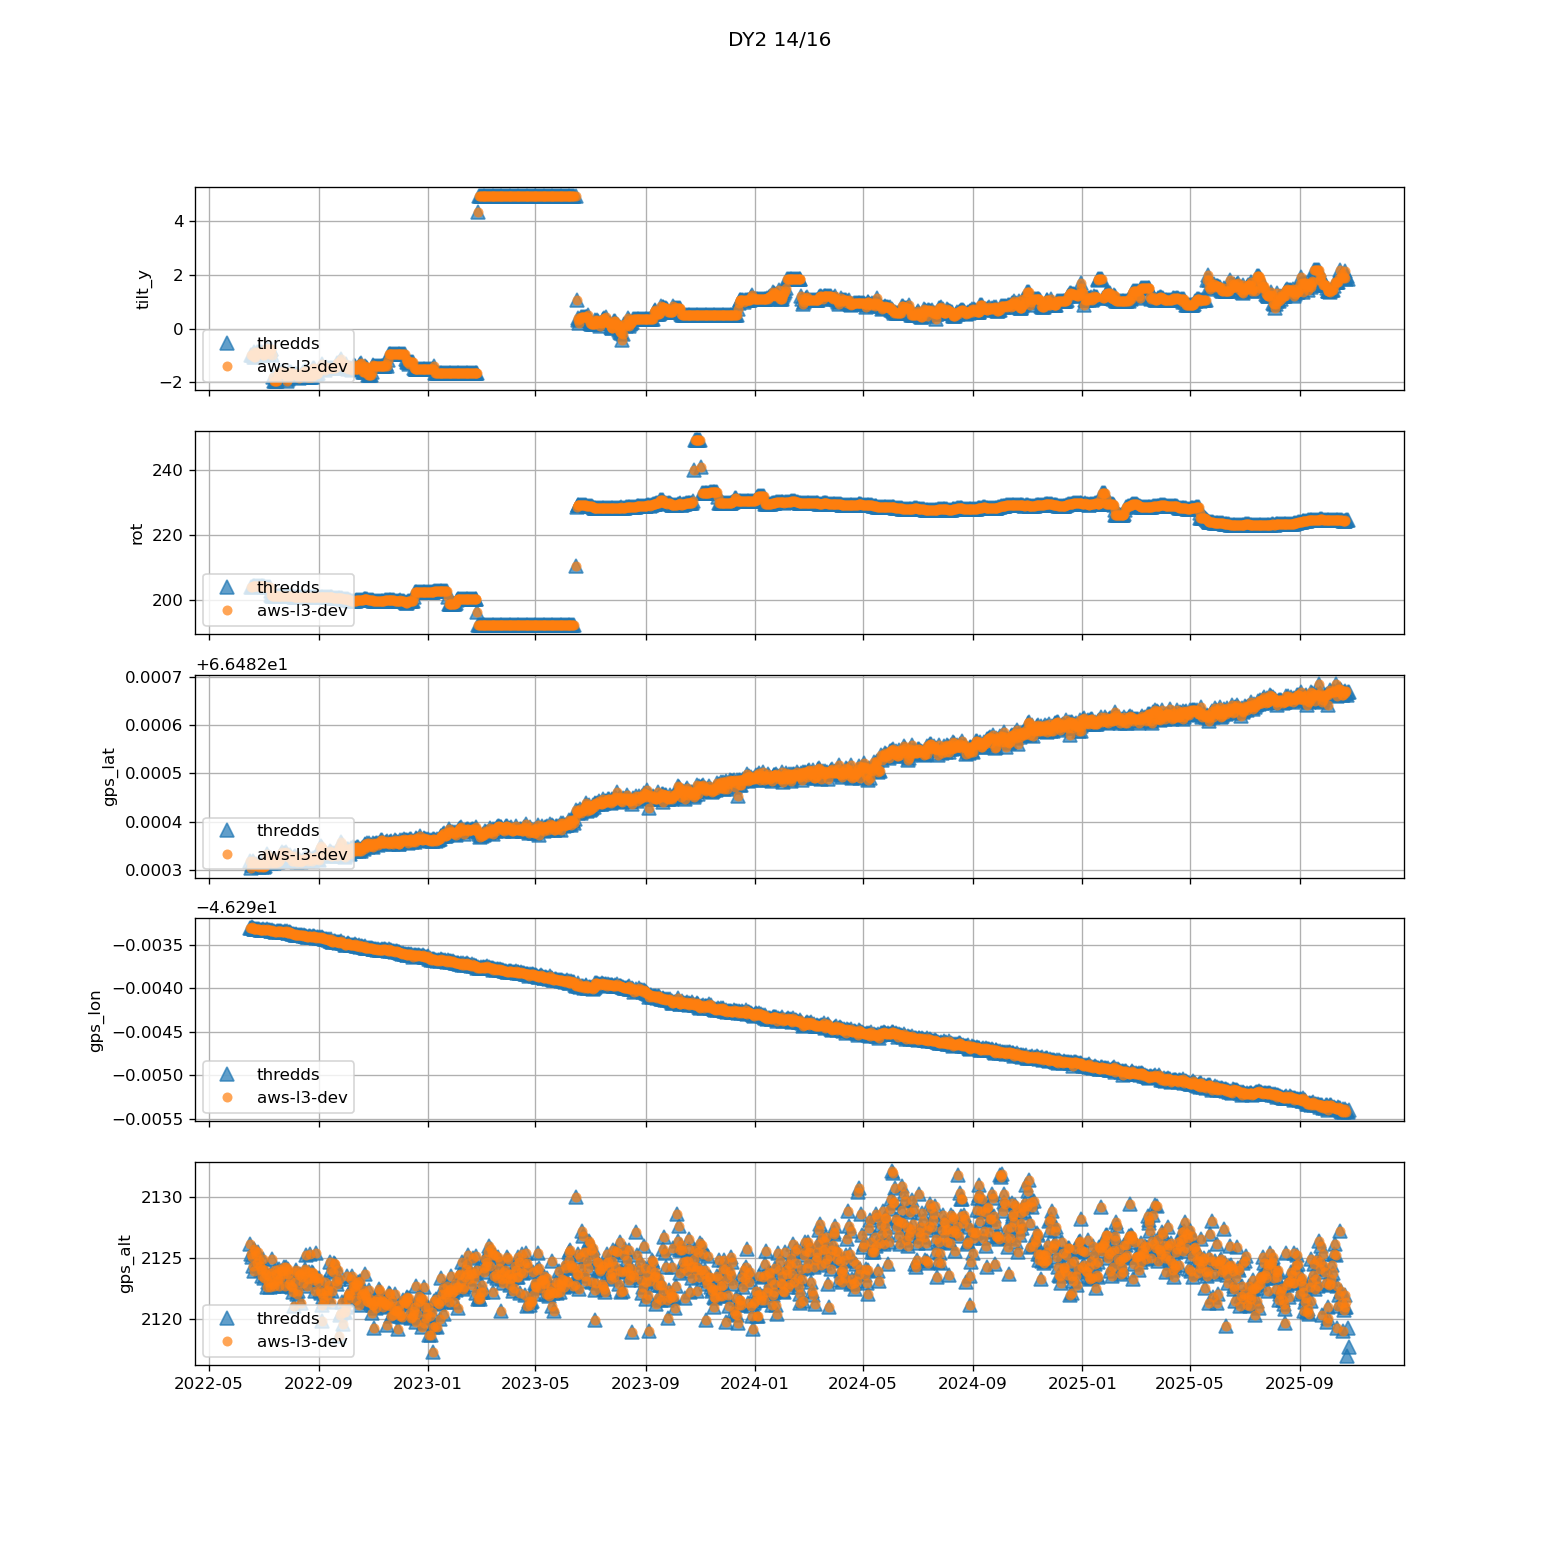 DY2 14/16
4
2
0
−2
tilt_y
thredds
aws-l3-dev
240
220
200
rot
thredds
aws-l3-dev
+6.6482e1
0.0007
0.0006
0.0005
0.0004
0.0003
gps_lat
thredds
aws-l3-dev
−4.629e1
−0.0035
−0.0040
−0.0045
−0.0050
−0.0055
gps_lon
thredds
aws-l3-dev
2130
2125
2120
gps_alt
thredds
aws-l3-dev
2022-05 2022-09 2023-01 2023-05 2023-09 2024-01 2024-05 2024-09 2025-01 2025-05 2025-09